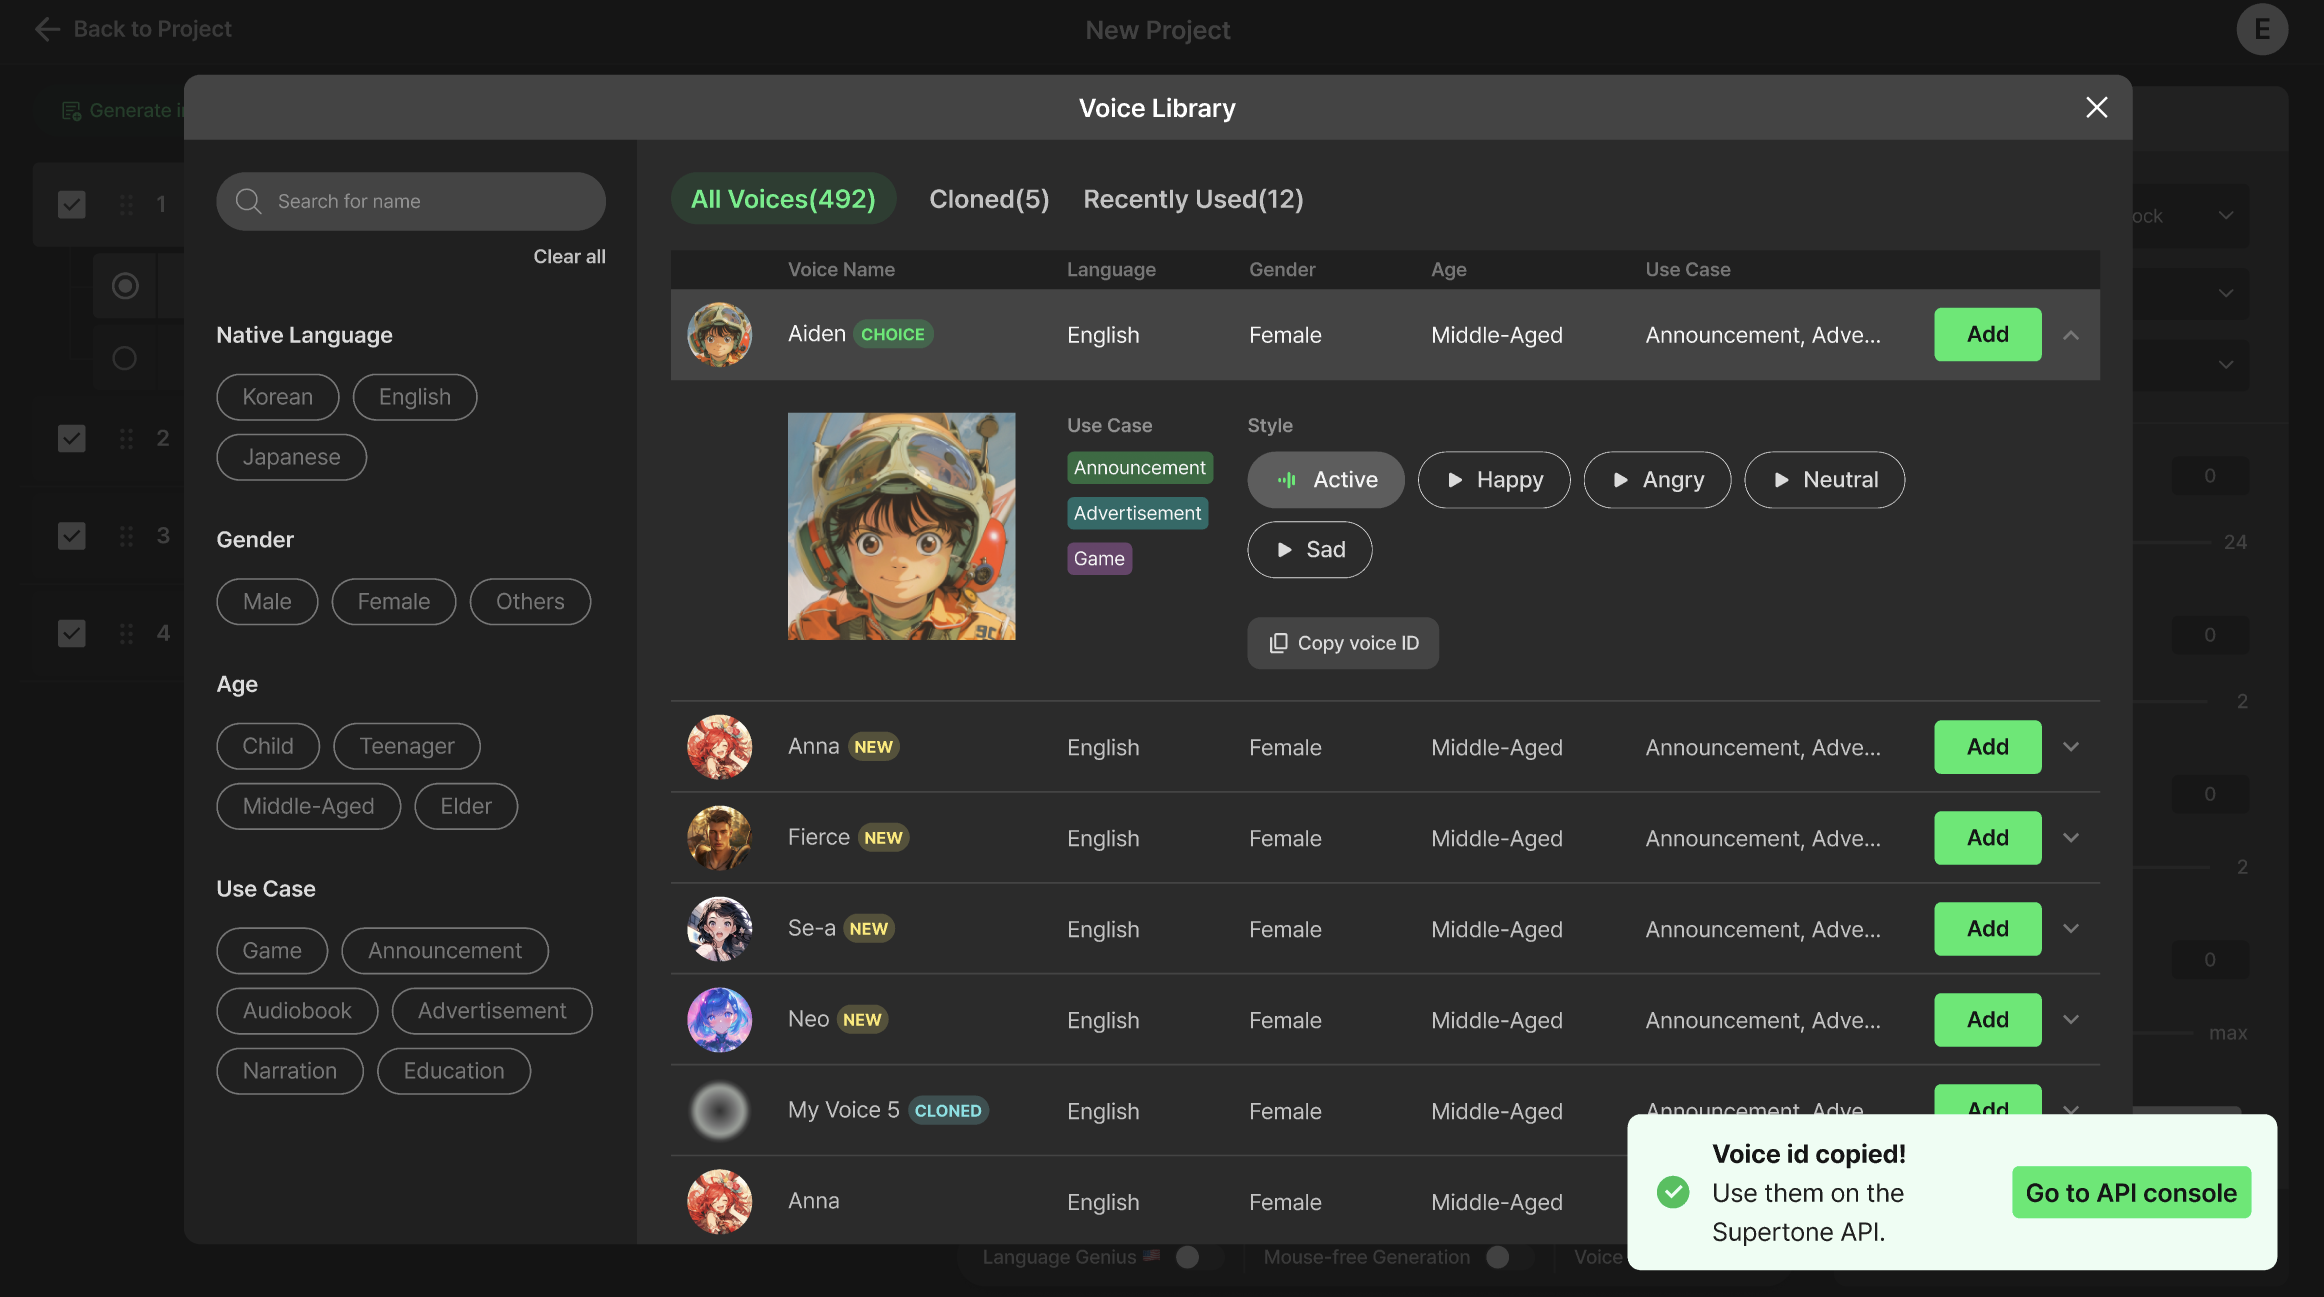 Back to Project
New Project
E
Generate in
Voice Library
Search for name
Clear all
Native Language
Korean
English
Japanese
Gender
Male
Female
Others
Age
Child
Teenager
Middle-Aged
Elder
Use Case
Game
Announcement
Audiobook
Advertisement
Narration
Education
All Voices(492)
Cloned(5)
Recently Used(12)
Voice Name Language Gender Age Use Case
Aiden CHOICE English Female Middle-Aged Announcement, Adve... Add
Use Case
Announcement
Advertisement
Game
Style
Active
Happy
Angry
Neutral
Sad
Copy voice ID
Anna NEW English Female Middle-Aged Announcement, Adve... Add
Fierce NEW English Female Middle-Aged Announcement, Adve... Add
Se-a NEW English Female Middle-Aged Announcement, Adve... Add
Neo NEW English Female Middle-Aged Announcement, Adve... Add
My Voice 5 CLONED English Female Middle-Aged Announcement, Adve Add
Anna English Female Middle-Aged
1
2
3
4
ock
0
24
0
2
0
2
0
max
Language Genius
Mouse-free Generation
Voice
Voice id copied!
Use them on the
Supertone API.
Go to API console